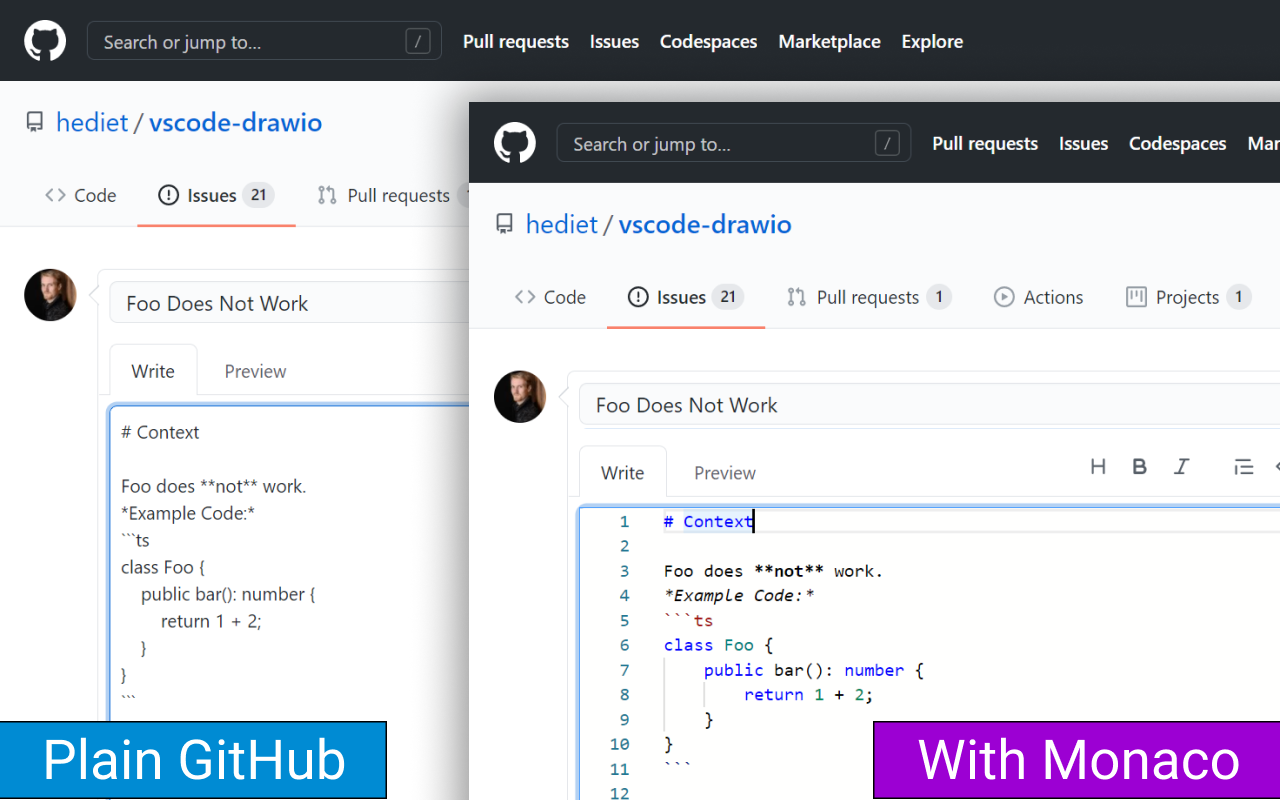 Search or jump to... / Pull requests Issues Codespaces Marketplace Explore
hediet / vscode-drawio
Code Issues 21 Pull requests
Foo Does Not Work
Write Preview
# Context

Foo does **not** work.
*Example Code:*
```ts
class Foo {
    public bar(): number {
        return 1 + 2;
    }
}
```
Plain GitHub
Search or jump to... / Pull requests Issues Codespaces Mar
hediet / vscode-drawio
Code Issues 21 Pull requests 1 Actions Projects 1
Foo Does Not Work
Write Preview H B I
1 # Context
2
3 Foo does **not** work.
4 *Example Code:*
5 ```ts
6 class Foo {
7     public bar(): number {
8         return 1 + 2;
9     }
10 }
11 ```
12
With Monaco